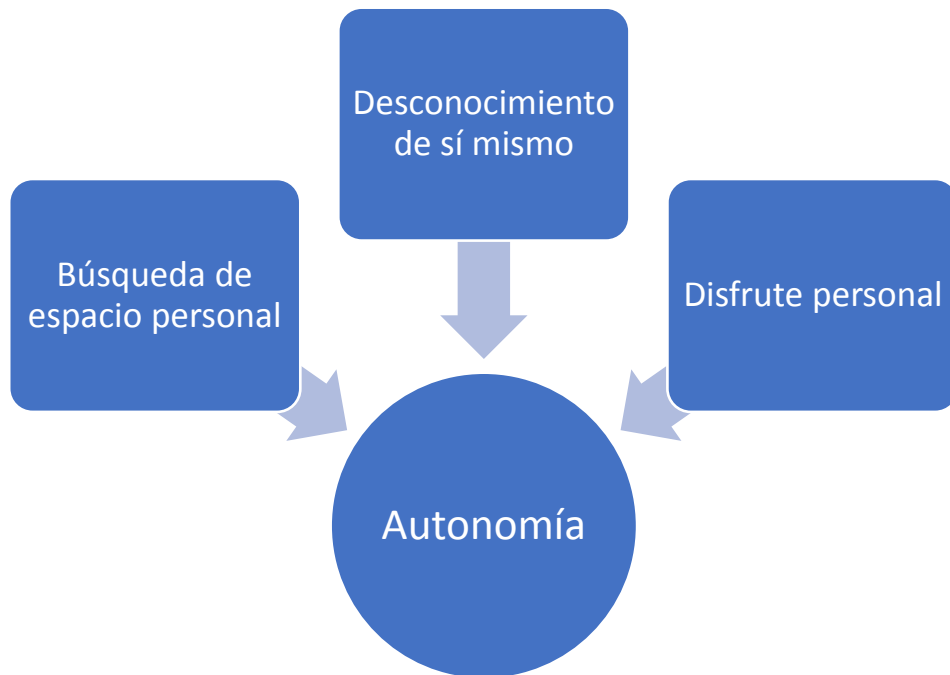 Desconocimiento
de sí mismo
Búsqueda de
espacio personal
Disfrute personal
Autonomía